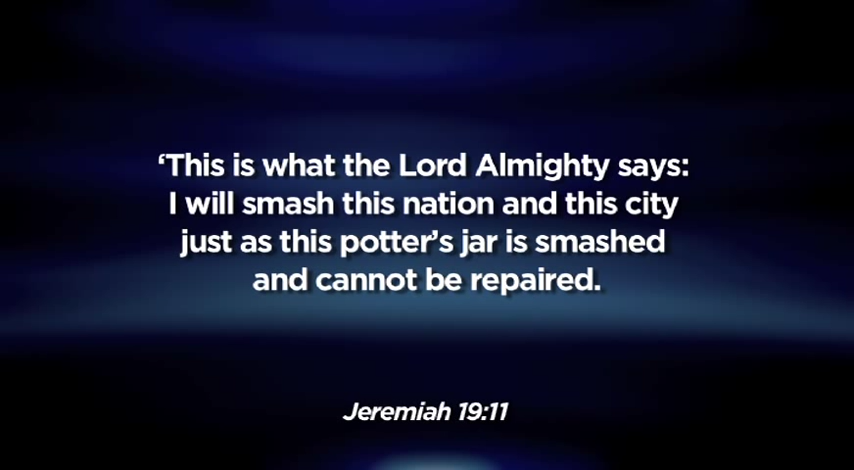 ‘This is what the Lord Almighty says:
I will smash this nation and this city
just as this potter’s jar is smashed
and cannot be repaired.
Jeremiah 19:11